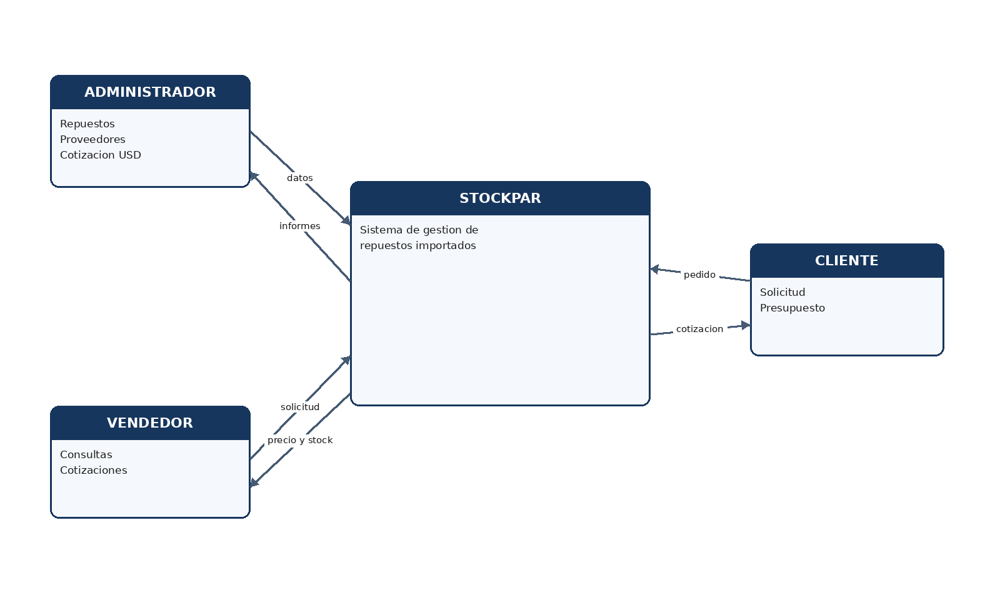 ADMINISTRADOR
Repuestos
Proveedores
Cotizacion USD
datos
informes
STOCKPAR
Sistema de gestion de
repuestos importados
pedido
cotizacion
CLIENTE
Solicitud
Presupuesto
solicitud
precio y stock
VENDEDOR
Consultas
Cotizaciones